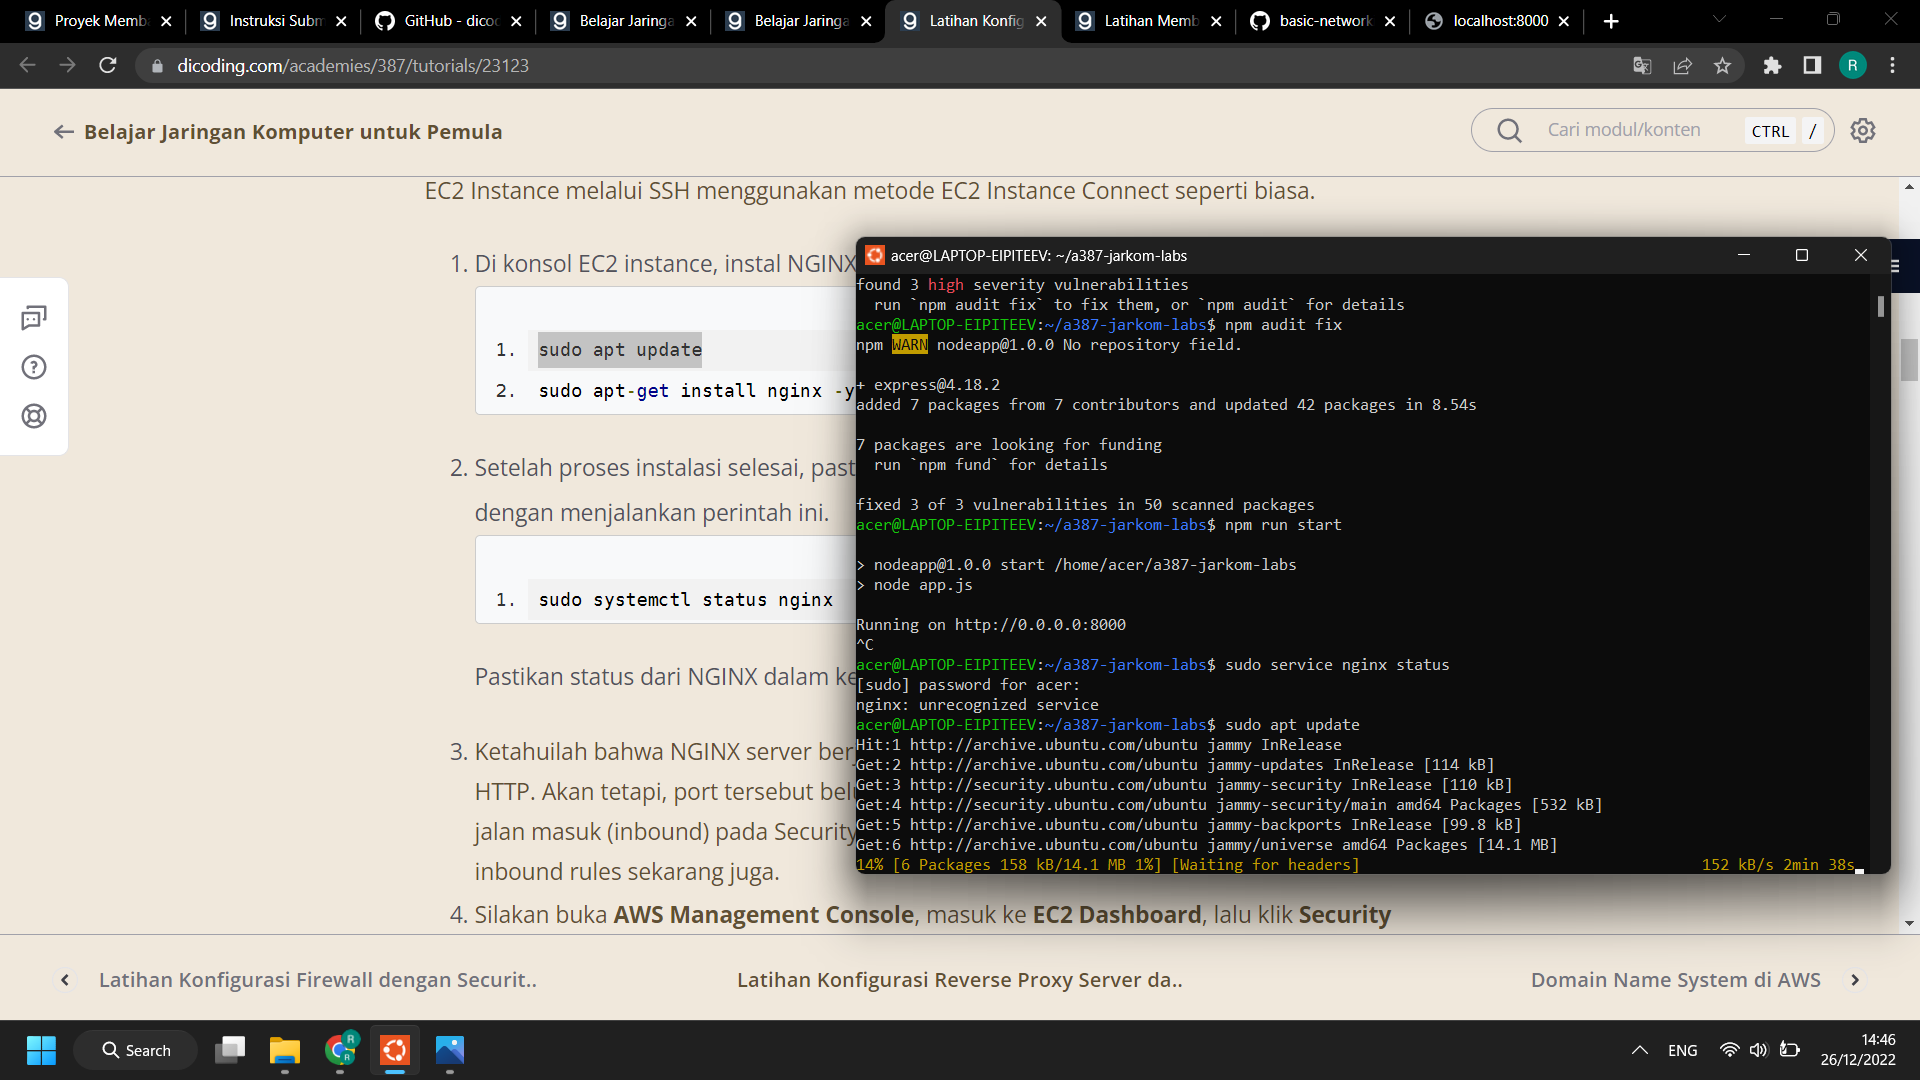 Proyek Memba
Instruksi Subm
GitHub - dicod
Belajar Jaringa
Belajar Jaringa
Latihan Konfig
Latihan Memb
basic-network
localhost:8000
dicoding.com/academies/387/tutorials/23123
R
Belajar Jaringan Komputer untuk Pemula
Cari modul/konten
CTRL /
EC2 Instance melalui SSH menggunakan metode EC2 Instance Connect seperti biasa.
1. Di konsol EC2 instance, instal NGINX
1. sudo apt update
2. sudo apt-get install nginx -y
2. Setelah proses instalasi selesai, past
dengan menjalankan perintah ini.
1. sudo systemctl status nginx
Pastikan status dari NGINX dalam ke
3. Ketahuilah bahwa NGINX server berj
HTTP. Akan tetapi, port tersebut bel
jalan masuk (inbound) pada Security
inbound rules sekarang juga.
4. Silakan buka AWS Management Console, masuk ke EC2 Dashboard, lalu klik Security
acer@LAPTOP-EIPITEEV: ~/a387-jarkom-labs
found 3 high severity vulnerabilities
run `npm audit fix` to fix them, or `npm audit` for details
acer@LAPTOP-EIPITEEV:~/a387-jarkom-labs$ npm audit fix
npm WARN nodeapp@1.0.0 No repository field.
+ express@4.18.2
added 7 packages from 7 contributors and updated 42 packages in 8.54s
7 packages are looking for funding
run `npm fund` for details
fixed 3 of 3 vulnerabilities in 50 scanned packages
acer@LAPTOP-EIPITEEV:~/a387-jarkom-labs$ npm run start
> nodeapp@1.0.0 start /home/acer/a387-jarkom-labs
> node app.js
Running on http://0.0.0.0:8000
^C
acer@LAPTOP-EIPITEEV:~/a387-jarkom-labs$ sudo service nginx status
[sudo] password for acer:
nginx: unrecognized service
acer@LAPTOP-EIPITEEV:~/a387-jarkom-labs$ sudo apt update
Hit:1 http://archive.ubuntu.com/ubuntu jammy InRelease
Get:2 http://archive.ubuntu.com/ubuntu jammy-updates InRelease [114 kB]
Get:3 http://security.ubuntu.com/ubuntu jammy-security InRelease [110 kB]
Get:4 http://security.ubuntu.com/ubuntu jammy-security/main amd64 Packages [532 kB]
Get:5 http://archive.ubuntu.com/ubuntu jammy-backports InRelease [99.8 kB]
Get:6 http://archive.ubuntu.com/ubuntu jammy/universe amd64 Packages [14.1 MB]
14% [6 Packages 158 kB/14.1 MB 1%] [Waiting for headers] 152 kB/s 2min 38s
Latihan Konfigurasi Firewall dengan Securit..
Latihan Konfigurasi Reverse Proxy Server da..
Domain Name System di AWS
Search
R
R
ENG
14:46
26/12/2022